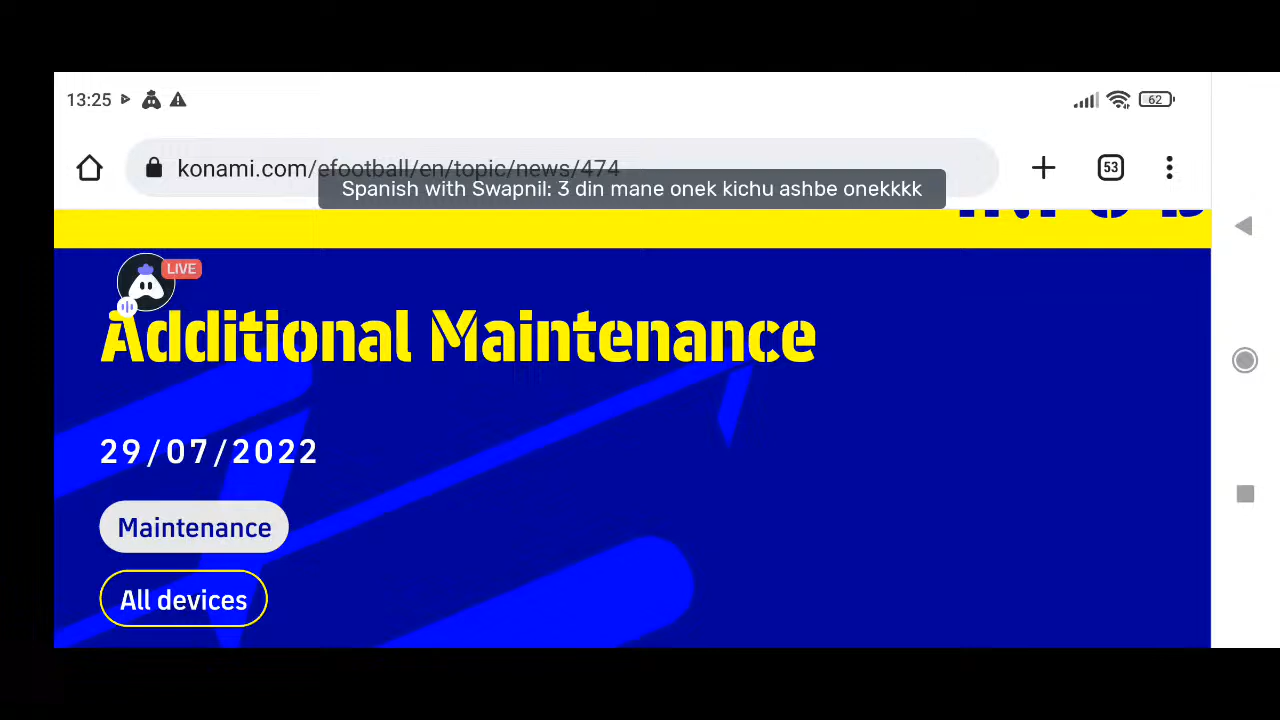 13:25
62
konami.com/efootball/en/topic/news/474
53
Spanish with Swapnil: 3 din mane onek kichu ashbe onekkkk
LIVE
Additional Maintenance
29/07/2022
Maintenance
All devices